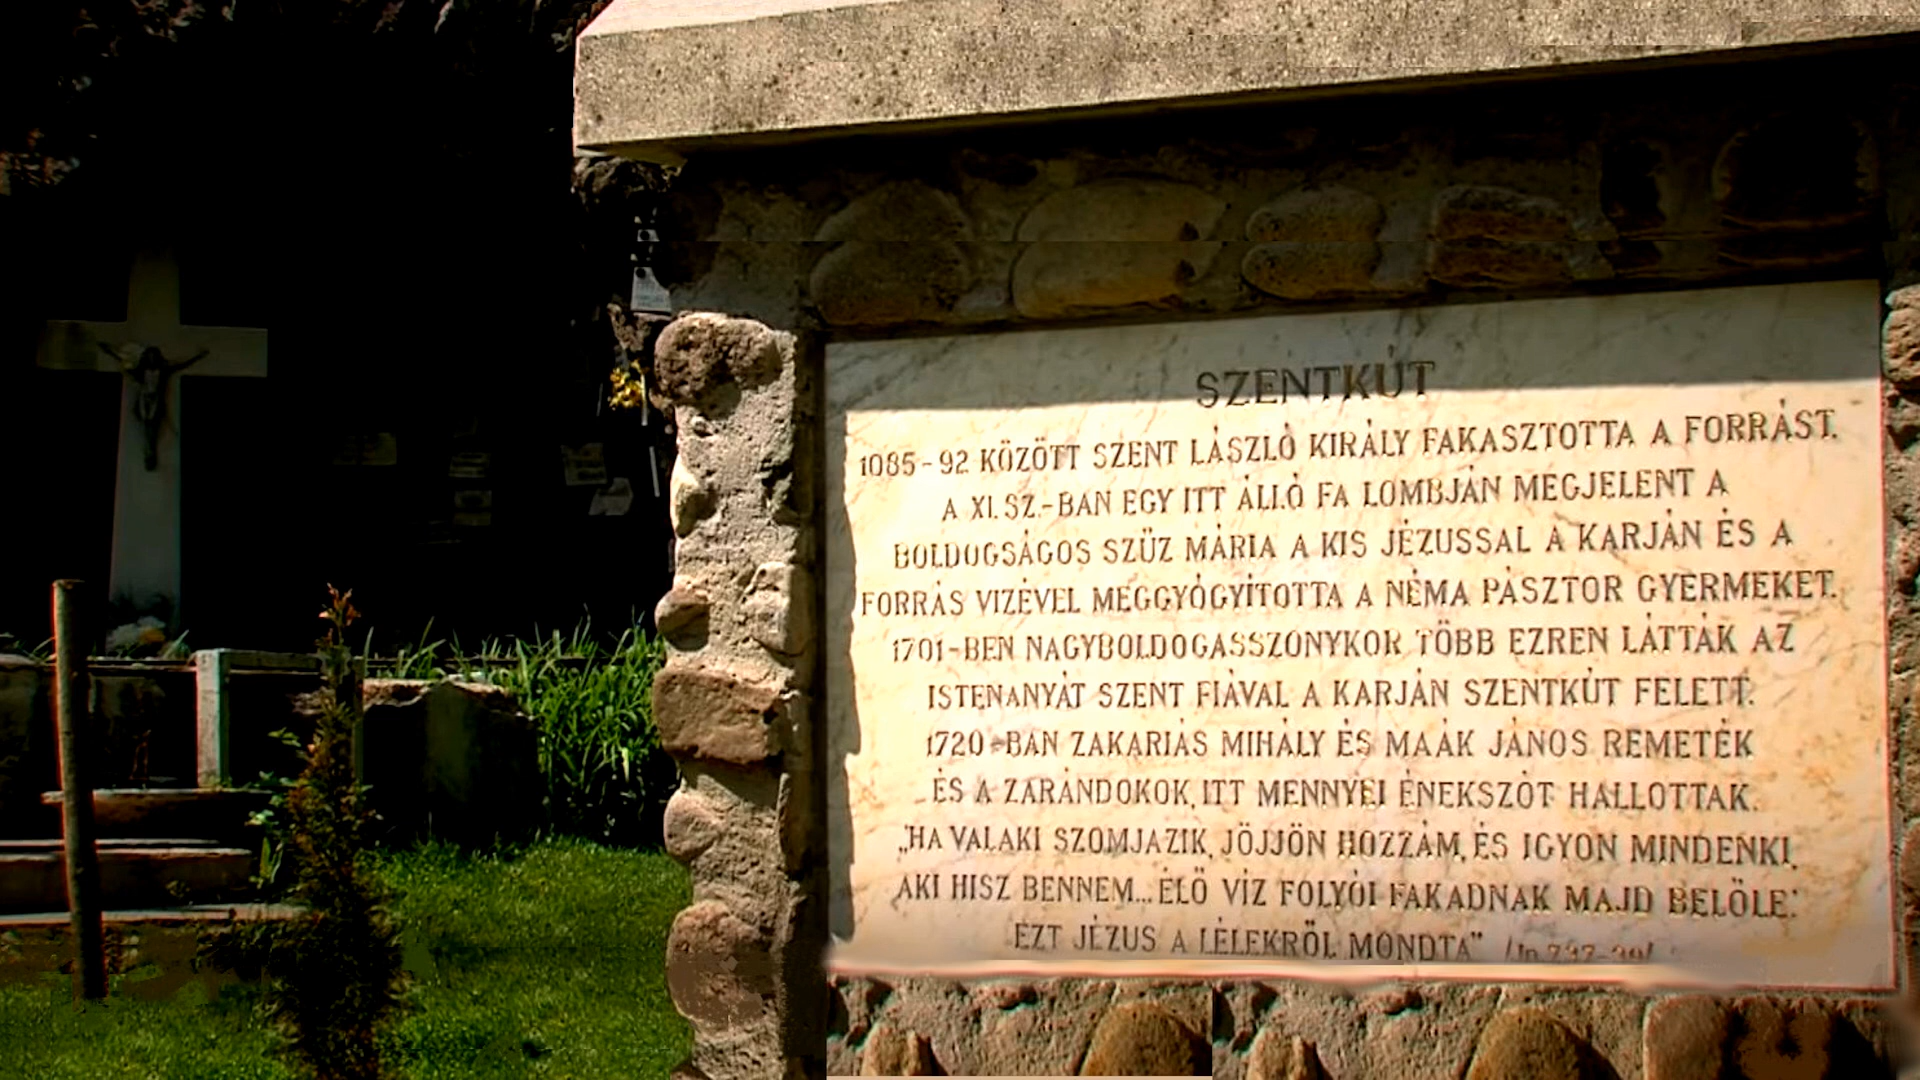 SZENTKÚT
1085-92 KÖZÖTT SZENT LÁSZLÓ KIRÁLY FAKASZTOTTA A FORRÁST.
A XI. SZ.-BAN EGY ITT ÁLLÓ FA LOMBJÁN MEGJELENT A
BOLDOGSÁGOS SZŰZ MÁRIA A KIS JÉZUSSAL A KARJÁN ÉS A
FORRÁS VIZÉVEL MEGGYÓGYÍTOTTA A NÉMA PÁSZTOR GYERMEKET.
1701-BEN NAGYBOLDOGASSZONYKOR TÖBB EZREN LÁTTÁK AZ
ISTENANYÁT SZENT FIÁVAL A KARJÁN SZENTKÚT FELETT.
1720-BAN ZAKARIÁS MIHÁLY ÉS MAÁK JÁNOS REMETÉK
ÉS A ZARÁNDOKOK, ITT MENNYEI ÉNEKSZÓT HALLOTTAK.
„HA VALAKI SZOMJAZIK, JÖJJÖN HOZZÁM, ÉS IGYON MINDENKI,
AKI HISZ BENNEM... ÉLŐ VÍZ FOLYÓI FAKADNAK MAJD BELŐLE.
EZT JÉZUS A LÉLEKRŐL MONDTA"